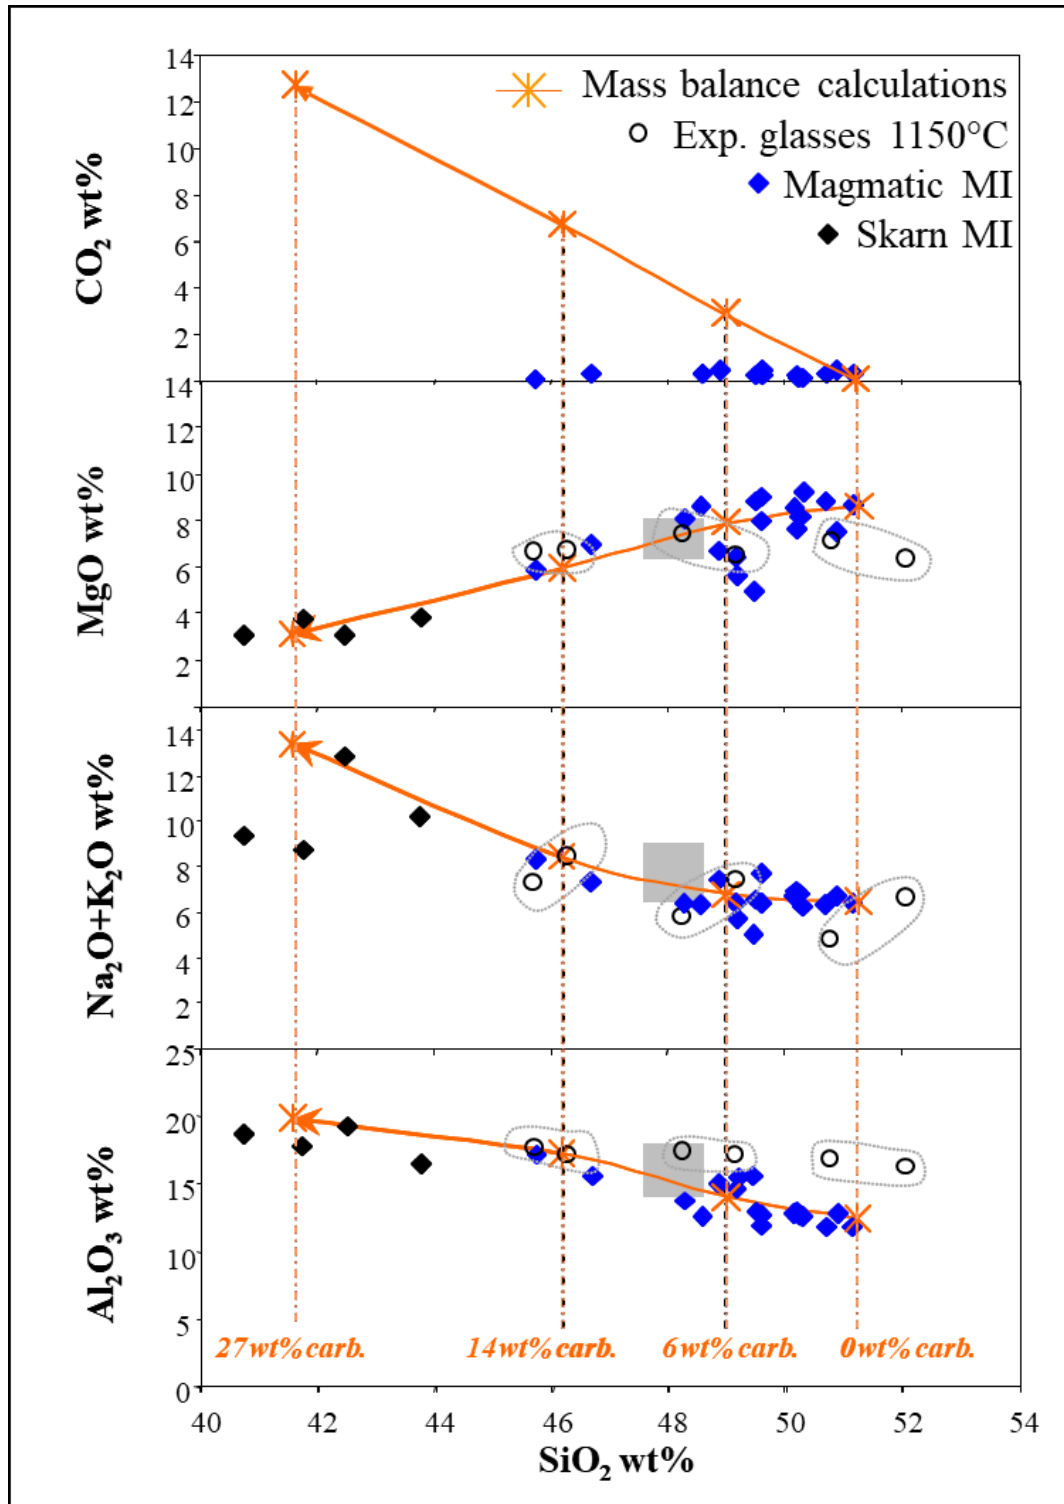 14
12
10
8
6
4
2
CO₂ wt%
Mass balance calculations
Exp. glasses 1150°C
Magmatic MI
Skarn MI
14
12
10
8
6
4
2
MgO wt%
14
12
10
8
6
4
2
Na₂O+K₂O wt%
25
20
15
10
5
0
Al₂O₃ wt%
27wt% carb.
14wt% carb.
6wt% carb.
0wt% carb.
40
42
44
46
48
50
52
54
SiO₂ wt%